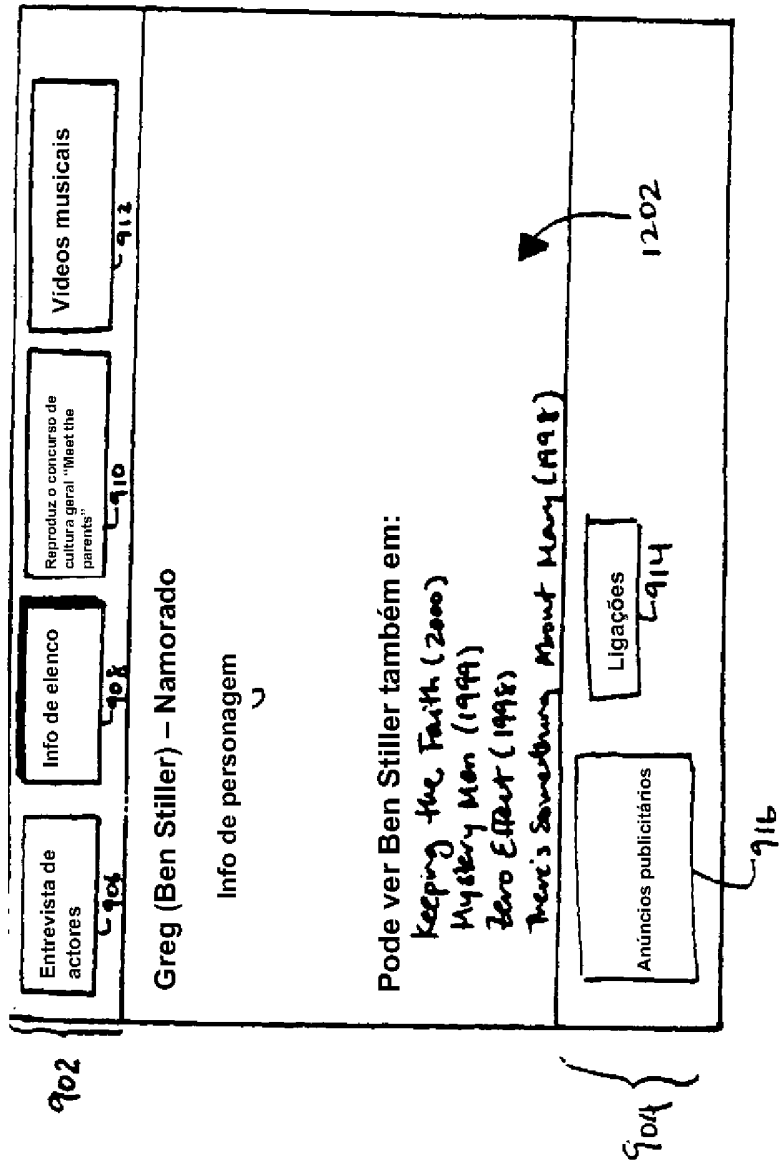 902
Entrevista de
actores
906
Info de elenco
908
Reproduz o concurso de
cultura geral "Meet the
parents"
910
Vídeos musicais
912
Greg (Ben Stiller) – Namorado
Info de personagem
Pode ver Ben Stiller também em:
Keeping the Faith (2000)
Mystery Men (1999)
Zero Effect (1998)
There's Something About Mary (1998)
1202
904
Anúncios publicitários
916
Ligações
914